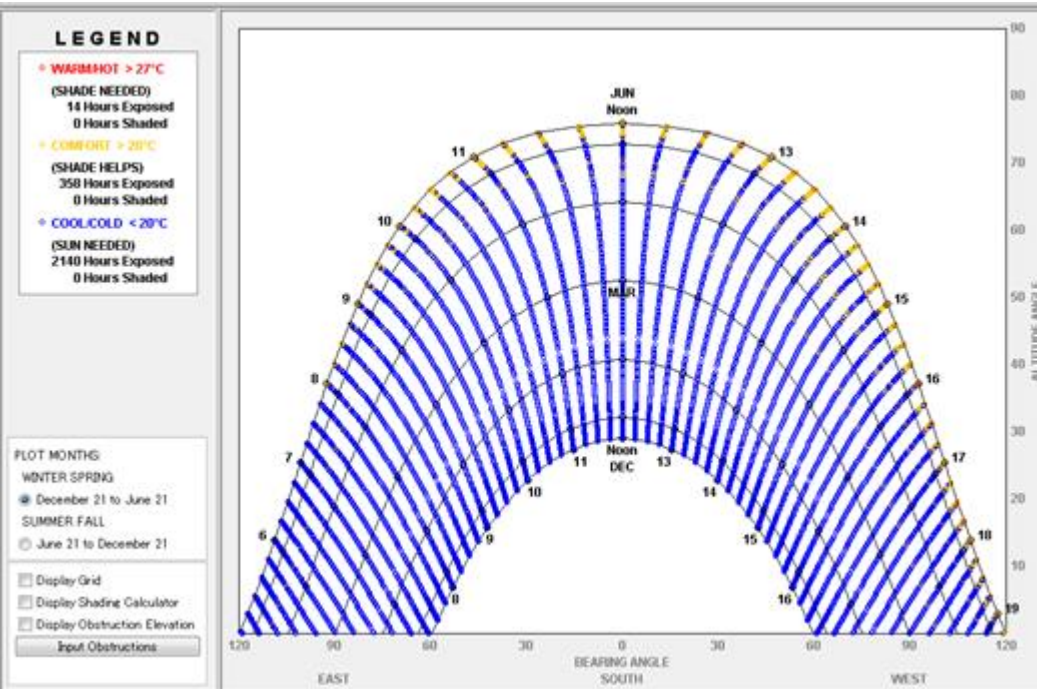 LEGEND
WARM/HOT > 27°C
(SHADE NEEDED)
14 Hours Exposed
0 Hours Shaded
COMFORT > 20°C
(SHADE HELPS)
358 Hours Exposed
0 Hours Shaded
COOL/COLD < 20°C
(SUN NEEDED)
2140 Hours Exposed
0 Hours Shaded
PLOT MONTHS:
WINTER SPRING
December 21 to June 21
SUMMER FALL
June 21 to December 21
Display Grid
Display Shading Calculator
Display Obstruction Elevation
Input Obstructions
JUN
Noon
11
13
10
14
9
15
MAR
8
16
7
17
6
18
19
Noon
DEC
11
13
10
14
9
15
8
16
90
80
70
60
50
40
30
20
10
ALTITUDE ANGLE
120 90 60 30 0 30 60 90 120
BEARING ANGLE
EAST SOUTH WEST